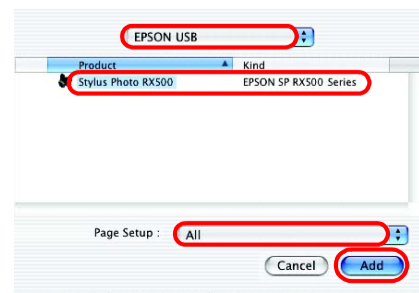 EPSON USB
Product Kind
Stylus Photo RX500 EPSON SP RX500 Series
Page Setup : All
Cancel Add